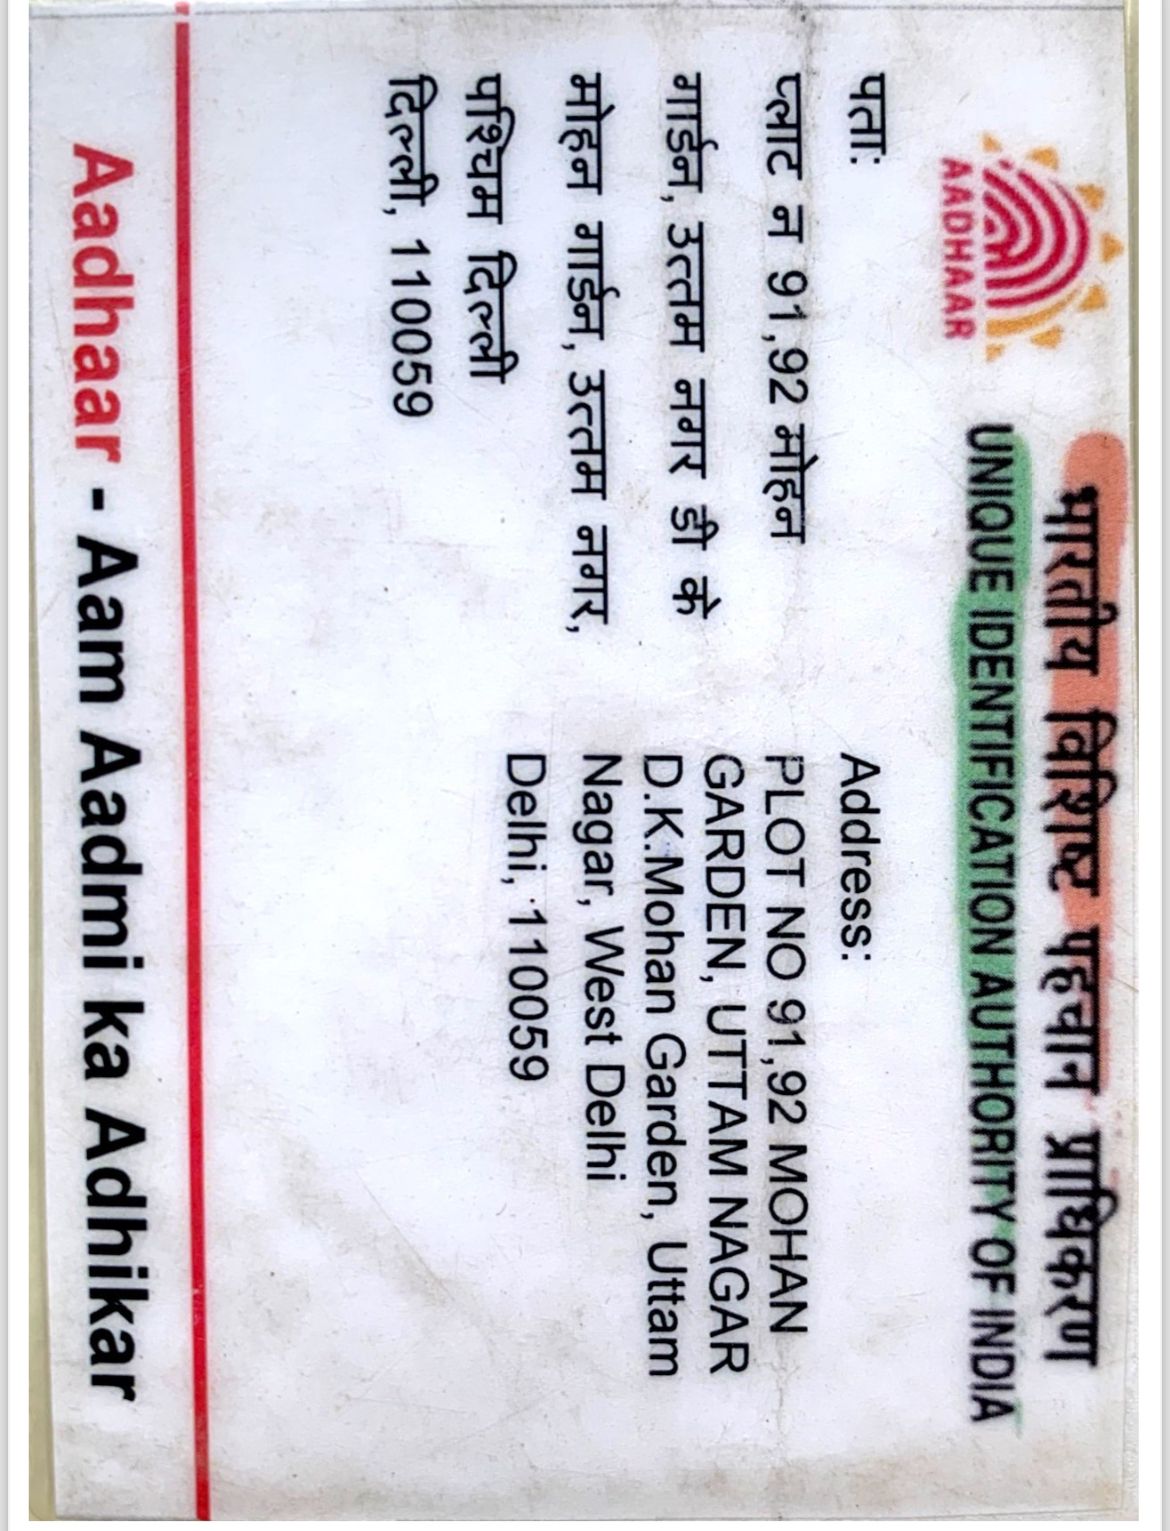 भारतीय विशिष्ट पहचान प्राधिकरण
UNIQUE IDENTIFICATION AUTHORITY OF INDIA
AADHAAR
पता:
प्लाट न 91,92 मोहन
गार्डन, उत्तम नगर डी के
मोहन गार्डन, उत्तम नगर,
पश्चिम दिल्ली
दिल्ली, 110059
Address:
PLOT NO 91,92 MOHAN
GARDEN, UTTAM NAGAR
D.K.Mohan Garden, Uttam
Nagar, West Delhi
Delhi, 110059
Aadhaar - Aam Aadmi ka Adhikar